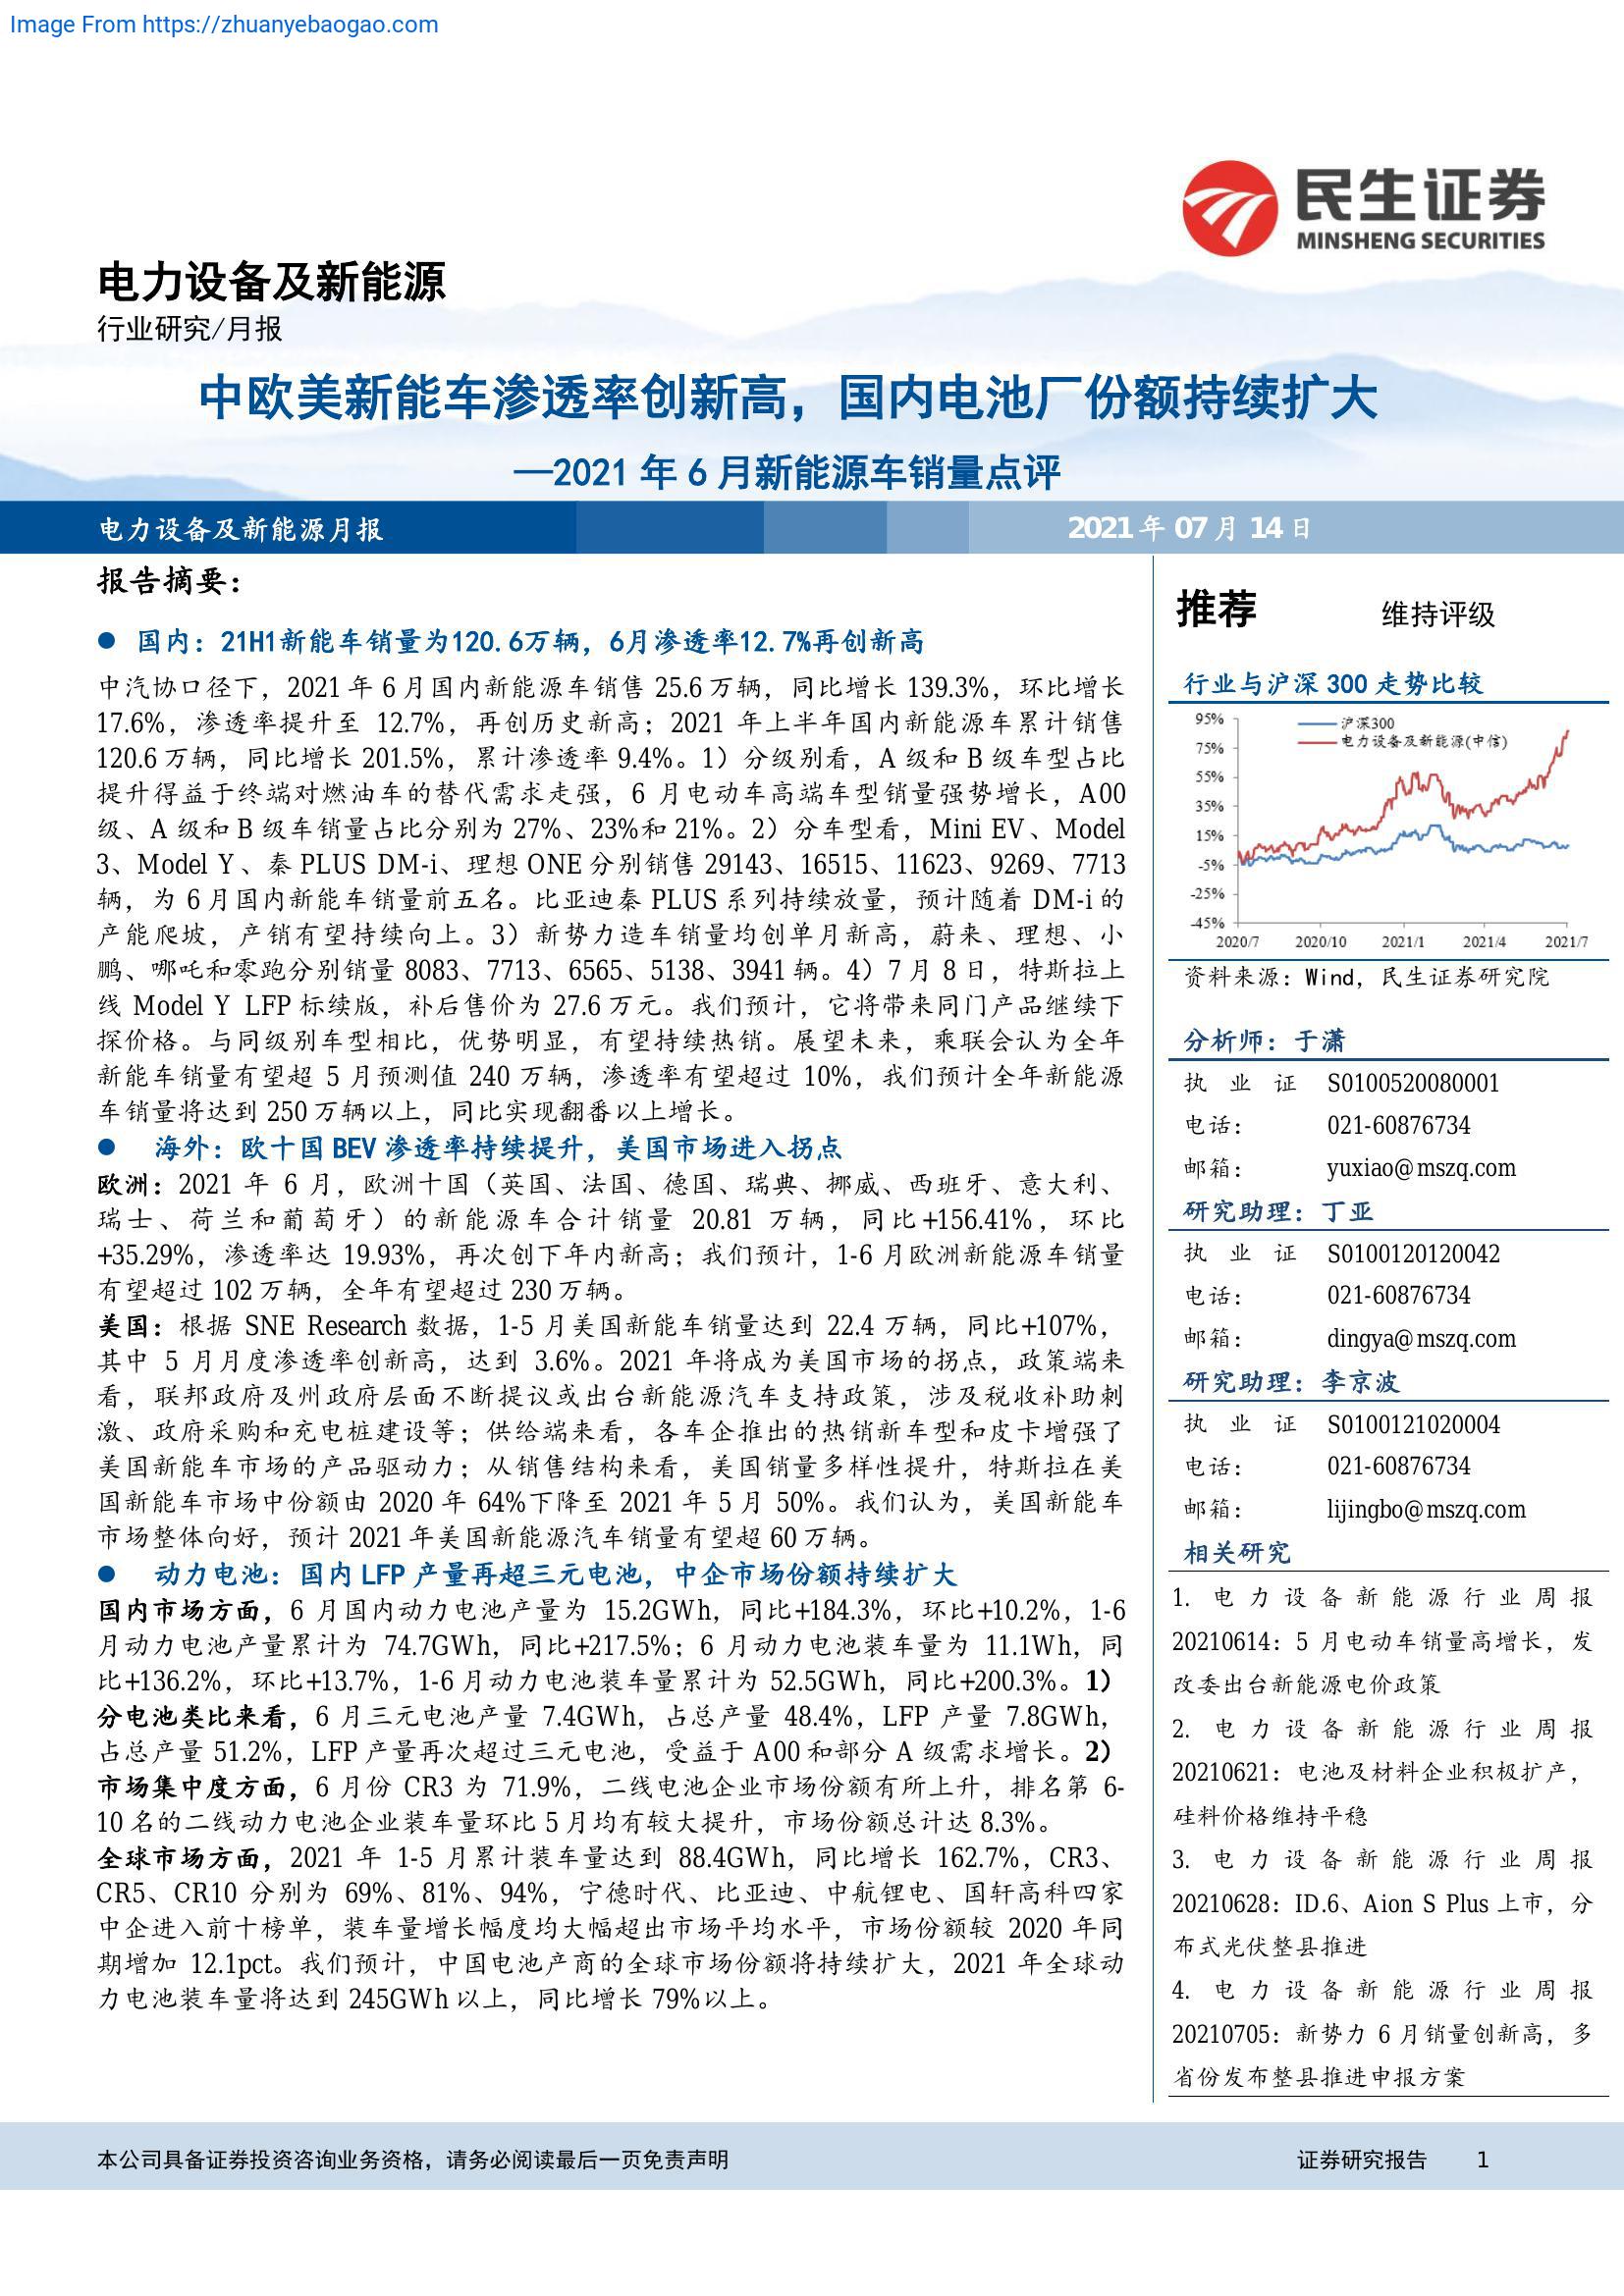 Image From https://zhuanyebaogao.com
民生证券
MINSHENG SECURITIES
电力设备及新能源
行业研究/月报
中欧美新能车渗透率创新高，国内电池厂份额持续扩大
—2021 年 6 月新能源车销量点评
电力设备及新能源月报
2021 年 07 月 14 日
报告摘要：
● 国内：21H1新能车销量为120.6万辆，6月渗透率12.7%再创新高
中汽协口径下，2021 年 6 月国内新能源车销售 25.6 万辆，同比增长 139.3%，环比增长
17.6%，渗透率提升至 12.7%，再创历史新高；2021 年上半年国内新能源车累计销售
120.6 万辆，同比增长 201.5%，累计渗透率 9.4%。1）分级别看，A 级和 B 级车型占比
提升得益于终端对燃油车的替代需求走强，6 月电动车高端车型销量强势增长，A00
级、A 级和 B 级车销量占比分别为 27%、23%和 21%。2）分车型看，Mini EV、Model
3、Model Y、秦 PLUS DM-i、理想 ONE 分别销售 29143、16515、11623、9269、7713
辆，为 6 月国内新能车销量前五名。比亚迪秦 PLUS 系列持续放量，预计随着 DM-i 的
产能爬坡，产销有望持续向上。3）新势力造车销量均创单月新高，蔚来、理想、小
鹏、哪吒和零跑分别销量 8083、7713、6565、5138、3941 辆。4）7 月 8 日，特斯拉上
线 Model Y LFP 标续版，补后售价为 27.6 万元。我们预计，它将带来同门产品继续下
探价格。与同级别车型相比，优势明显，有望持续热销。展望未来，乘联会认为全年
新能车销量有望超 5 月预测值 240 万辆，渗透率有望超过 10%，我们预计全年新能源
车销量将达到 250 万辆以上，同比实现翻番以上增长。
● 海外：欧十国 BEV 渗透率持续提升，美国市场进入拐点
欧洲：2021 年 6 月，欧洲十国（英国、法国、德国、瑞典、挪威、西班牙、意大利、
瑞士、荷兰和葡萄牙）的新能源车合计销量 20.81 万辆，同比+156.41%，环比
+35.29%，渗透率达 19.93%，再次创下年内新高；我们预计，1-6 月欧洲新能源车销量
有望超过 102 万辆，全年有望超过 230 万辆。
美国：根据 SNE Research 数据，1-5 月美国新能车销量达到 22.4 万辆，同比+107%，
其中 5 月月度渗透率创新高，达到 3.6%。2021 年将成为美国市场的拐点，政策端来
看，联邦政府及州政府层面不断提议或出台新能源汽车支持政策，涉及税收补助刺
激、政府采购和充电桩建设等；供给端来看，各车企推出的热销新车型和皮卡增强了
美国新能车市场的产品驱动力；从销售结构来看，美国销量多样性提升，特斯拉在美
国新能车市场中份额由 2020 年 64%下降至 2021 年 5 月 50%。我们认为，美国新能车
市场整体向好，预计 2021 年美国新能源汽车销量有望超 60 万辆。
● 动力电池：国内 LFP 产量再超三元电池，中企市场份额持续扩大
国内市场方面，6 月国内动力电池产量为 15.2GWh，同比+184.3%，环比+10.2%，1-6
月动力电池产量累计为 74.7GWh，同比+217.5%；6 月动力电池装车量为 11.1Wh，同
比+136.2%，环比+13.7%，1-6 月动力电池装车量累计为 52.5GWh，同比+200.3%。1）
分电池类比来看，6 月三元电池产量 7.4GWh，占总产量 48.4%，LFP 产量 7.8GWh，
占总产量 51.2%，LFP 产量再次超过三元电池，受益于 A00 和部分 A 级需求增长。2）
市场集中度方面，6 月份 CR3 为 71.9%，二线电池企业市场份额有所上升，排名第 6-
10 名的二线动力电池企业装车量环比 5 月均有较大提升，市场份额总计达 8.3%。
全球市场方面，2021 年 1-5 月累计装车量达到 88.4GWh，同比增长 162.7%，CR3、
CR5、CR10 分别为 69%、81%、94%，宁德时代、比亚迪、中航锂电、国轩高科四家
中企进入前十榜单，装车量增长幅度均大幅超出市场平均水平，市场份额较 2020 年同
期增加 12.1pct。我们预计，中国电池产商的全球市场份额将持续扩大，2021 年全球动
力电池装车量将达到 245GWh 以上，同比增长 79%以上。
推荐 维持评级
行业与沪深 300 走势比较
沪深300
电力设备及新能源(中信)
95%
75%
55%
35%
15%
-5%
-25%
-45%
2020/7 2020/10 2021/1 2021/4 2021/7
资料来源：Wind，民生证券研究院
分析师：于潇
执 业 证 S0100520080001
电话： 021-60876734
邮箱： yuxiao@mszq.com
研究助理：丁亚
执 业 证 S0100120120042
电话： 021-60876734
邮箱： dingya@mszq.com
研究助理：李京波
执 业 证 S0100121020004
电话： 021-60876734
邮箱： lijingbo@mszq.com
相关研究
1. 电力设备新能源行业周报
20210614：5 月电动车销量高增长，发
改委出台新能源电价政策
2. 电力设备新能源行业周报
20210621：电池及材料企业积极扩产，
硅料价格维持平稳
3. 电力设备新能源行业周报
20210628：ID.6、Aion S Plus 上市，分
布式光伏整县推进
4. 电力设备新能源行业周报
20210705：新势力 6 月销量创新高，多
省份发布整县推进申报方案
本公司具备证券投资咨询业务资格，请务必阅读最后一页免责声明
证券研究报告 1